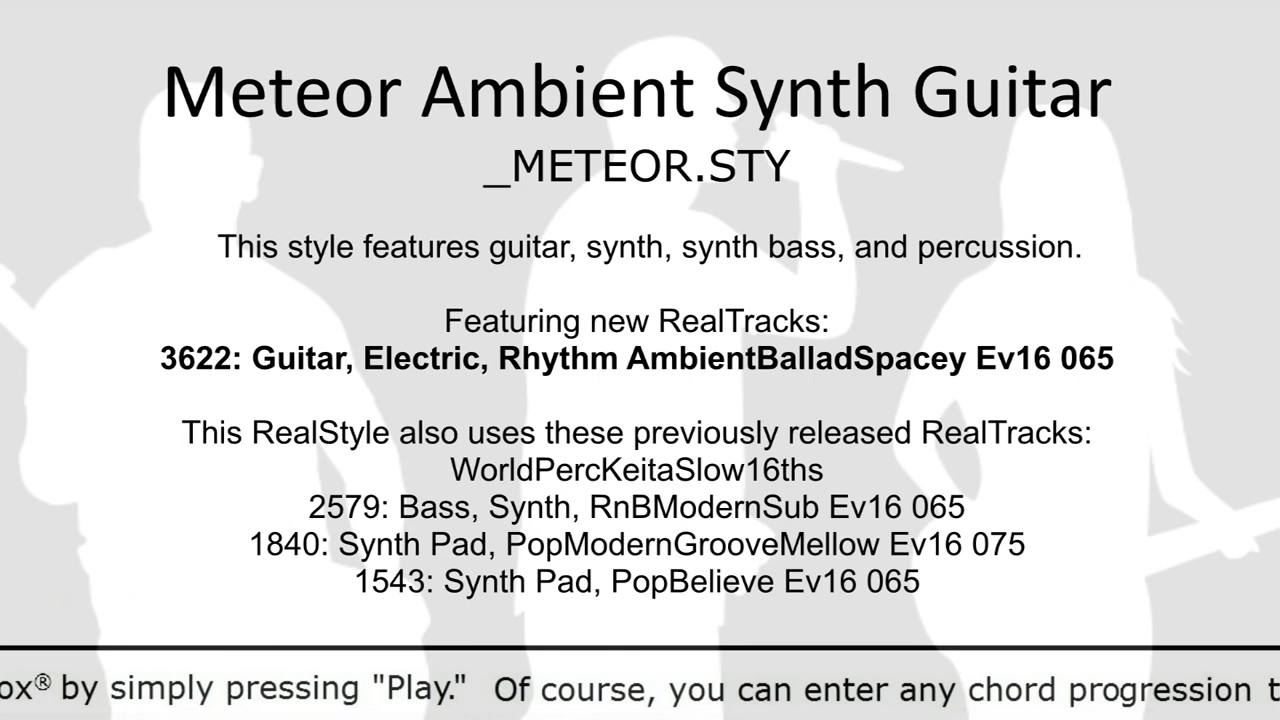 Meteor Ambient Synth Guitar
_METEOR.STY
This style features guitar, synth, synth bass, and percussion.
Featuring new RealTracks:
3622: Guitar, Electric, Rhythm AmbientBalladSpacey Ev16 065
This RealStyle also uses these previously released RealTracks:
WorldPercKeitaSlow16ths
2579: Bass, Synth, RnBModernSub Ev16 065
1840: Synth Pad, PopModernGrooveMellow Ev16 075
1543: Synth Pad, PopBelieve Ev16 065
ox® by simply pressing "Play." Of course, you can enter any chord progression t